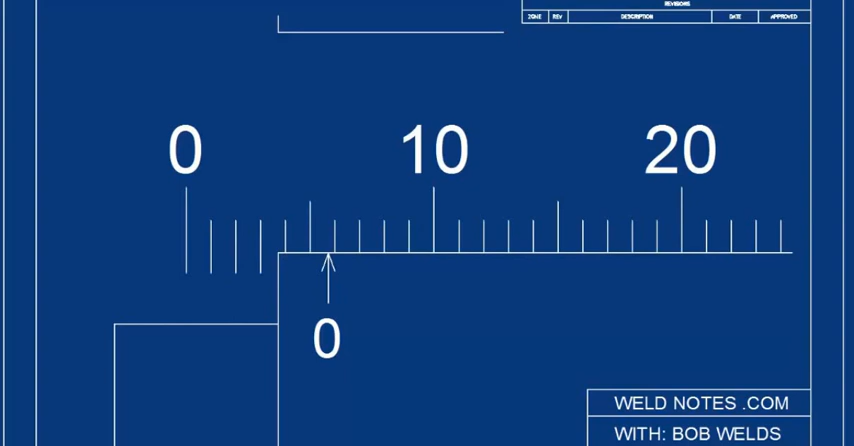 REVISIONS
ZONE REV DESCRIPTION DATE APPROVED
0 10 20
0
WELD NOTES .COM
WITH: BOB WELDS